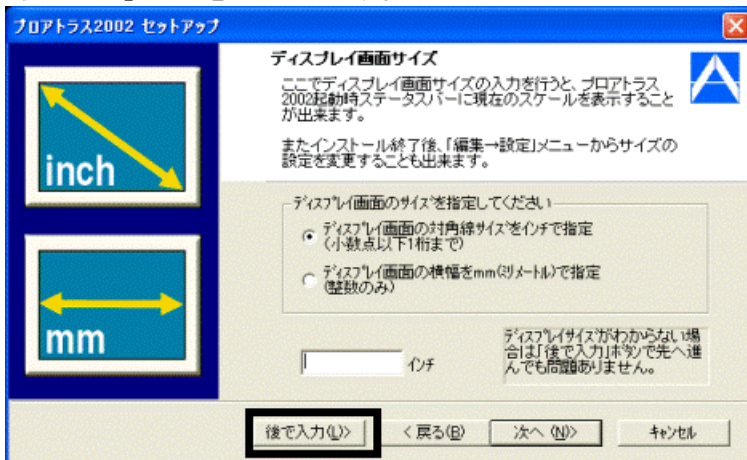 プロアトラス2002 セットアップ
ディスプレイ画面サイズ
ここでディスプレイ画面サイズの入力を行うと、プロアトラス
2002起動時ステータスバーに現在のスケールを表示すること
が出来ます。
またインストール終了後、「編集→設定」メニューからサイズの
設定を変更することも出来ます。
inch
ディスプレイ画面のサイズを指定してください
ディスプレイ画面の対角線サイズをインチで指定
(小数点以下1桁まで)
ディスプレイ画面の横幅をmm(ミリメートル)で指定
(整数のみ)
mm
インチ
ディスプレイサイズがわからない場
合は「後で入力」ボタンで先へ進
んでも問題ありません。
後で入力(L)>
< 戻る(B)
次へ (N)>
キャンセル